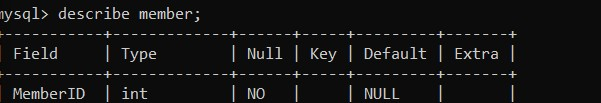 mysql> describe member;
+----------+------------+------+-----+---------+-------+
| Field | Type | Null | Key | Default | Extra |
+----------+------------+------+-----+---------+-------+
| MemberID | int | NO | | NULL | |